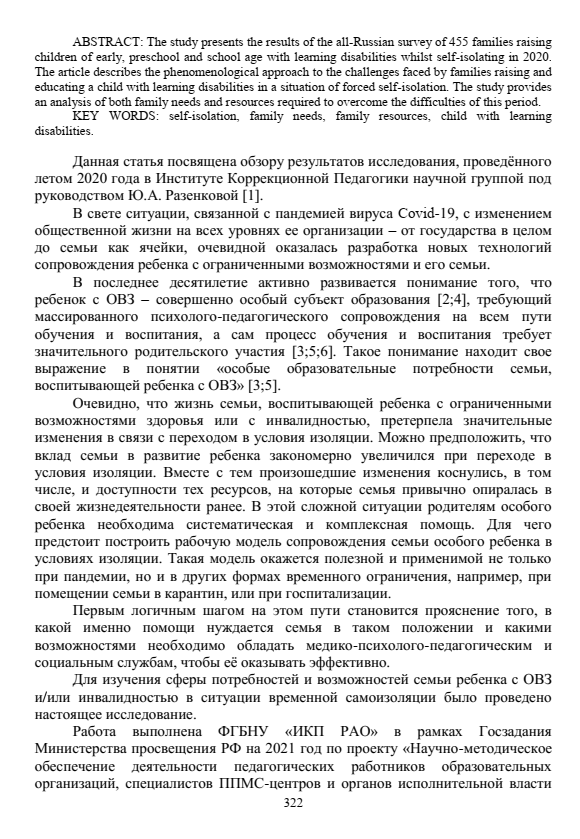 ABSTRACT: The study presents the results of the all-Russian survey of 455 families raising
children of early, preschool and school age with learning disabilities whilst self-isolating in 2020.
The article describes the phenomenological approach to the challenges faced by families raising and
educating a child with learning disabilities in a situation of forced self-isolation. The study provides
an analysis of both family needs and resources required to overcome the difficulties of this period.
KEY WORDS: self-isolation, family needs, family resources, child with learning
disabilities.
Данная статья посвящена обзору результатов исследования, проведённого
летом 2020 года в Институте Коррекционной Педагогики научной группой под
руководством Ю.А. Разенковой [1].
В свете ситуации, связанной с пандемией вируса Covid-19, с изменением
общественной жизни на всех уровнях ее организации – от государства в целом
до семьи как ячейки, очевидной оказалась разработка новых технологий
сопровождения ребенка с ограниченными возможностями и его семьи.
В последнее десятилетие активно развивается понимание того, что
ребенок с ОВЗ – совершенно особый субъект образования [2;4], требующий
массированного психолого-педагогического сопровождения на всем пути
обучения и воспитания, а сам процесс обучения и воспитания требует
значительного родительского участия [3;5;6]. Такое понимание находит свое
выражение в понятии «особые образовательные потребности семьи,
воспитывающей ребенка с ОВЗ» [3;5].
Очевидно, что жизнь семьи, воспитывающей ребенка с ограниченными
возможностями здоровья или с инвалидностью, претерпела значительные
изменения в связи с переходом в условия изоляции. Можно предположить, что
вклад семьи в развитие ребенка закономерно увеличился при переходе в
условия изоляции. Вместе с тем произошедшие изменения коснулись, в том
числе, и доступности тех ресурсов, на которые семья привычно опиралась в
своей жизнедеятельности ранее. В этой сложной ситуации родителям особого
ребенка необходима систематическая и комплексная помощь. Для чего
предстоит построить рабочую модель сопровождения семьи особого ребенка в
условиях изоляции. Такая модель окажется полезной и применимой не только
при пандемии, но и в других формах временного ограничения, например, при
помещении семьи в карантин, или при госпитализации.
Первым логичным шагом на этом пути становится прояснение того, в
какой именно помощи нуждается семья в таком положении и какими
возможностями необходимо обладать медико-психолого-педагогическим и
социальным службам, чтобы её оказывать эффективно.
Для изучения сферы потребностей и возможностей семьи ребенка с ОВЗ
и/или инвалидностью в ситуации временной самоизоляции было проведено
настоящее исследование.
Работа выполнена ФГБНУ «ИКП РАО» в рамках Госзадания
Министерства просвещения РФ на 2021 год по проекту «Научно-методическое
обеспечение деятельности педагогических работников образовательных
организаций, специалистов ППМС-центров и органов исполнительной власти
322